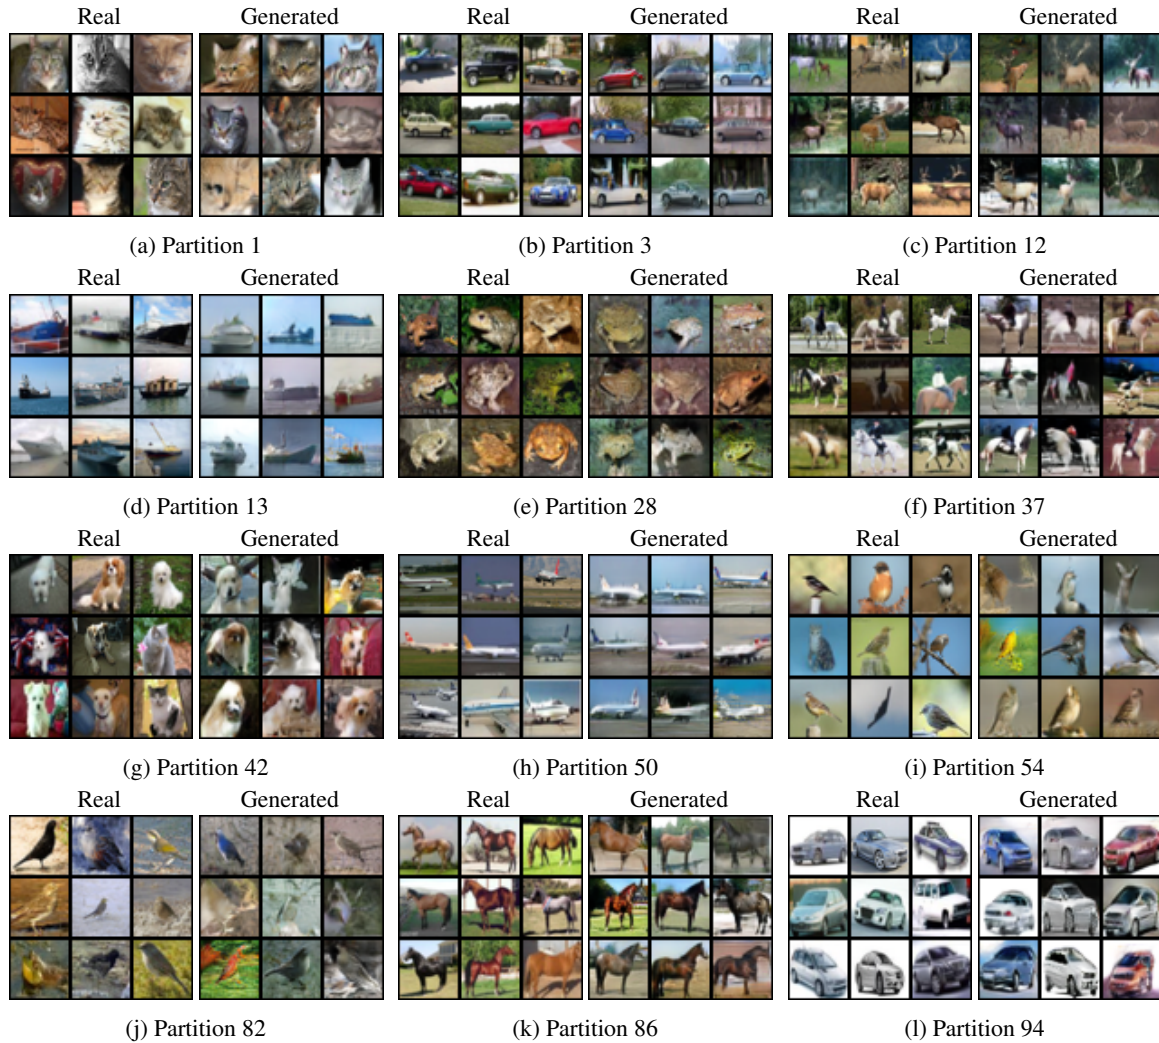 Real Generated Real Generated Real Generated
(a) Partition 1 (b) Partition 3 (c) Partition 12
Real Generated Real Generated Real Generated
(d) Partition 13 (e) Partition 28 (f) Partition 37
Real Generated Real Generated Real Generated
(g) Partition 42 (h) Partition 50 (i) Partition 54
Real Generated Real Generated Real Generated
(j) Partition 82 (k) Partition 86 (l) Partition 94